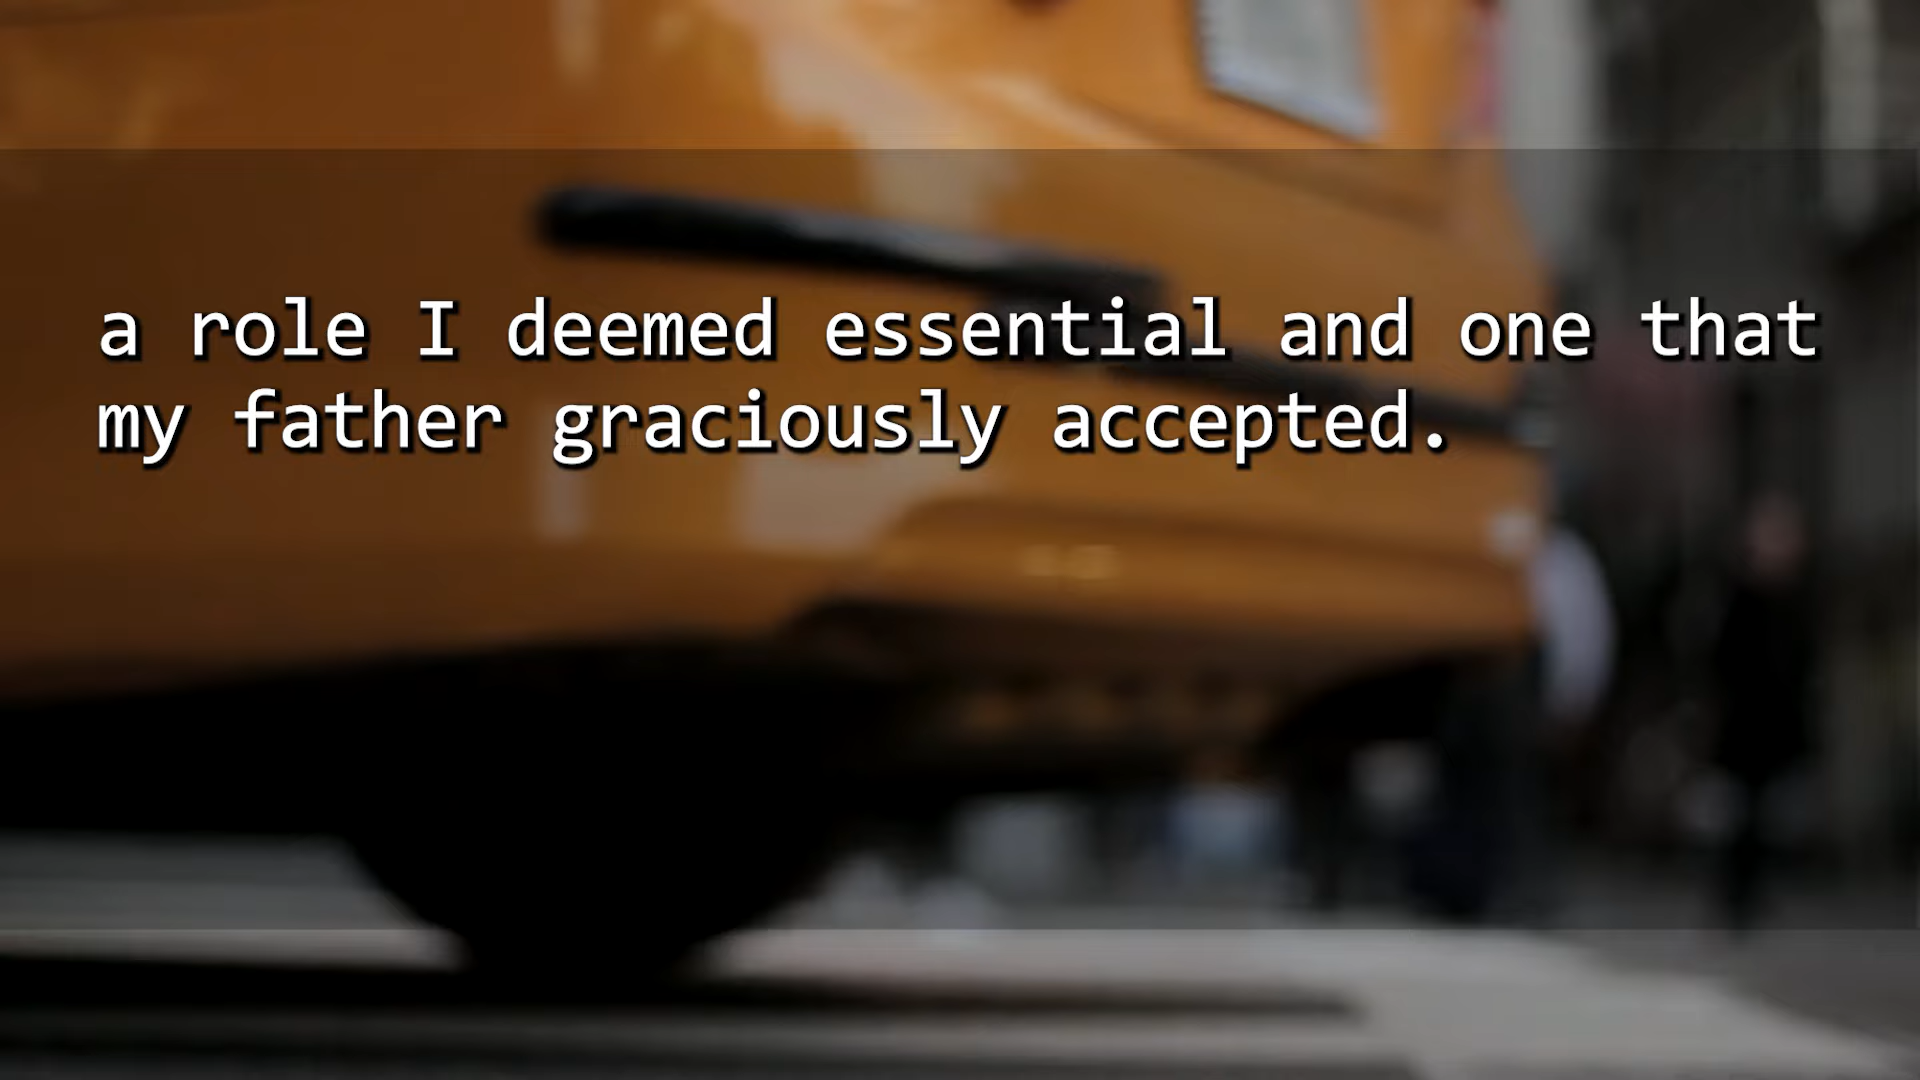 a role I deemed essential and one that
my father graciously accepted.